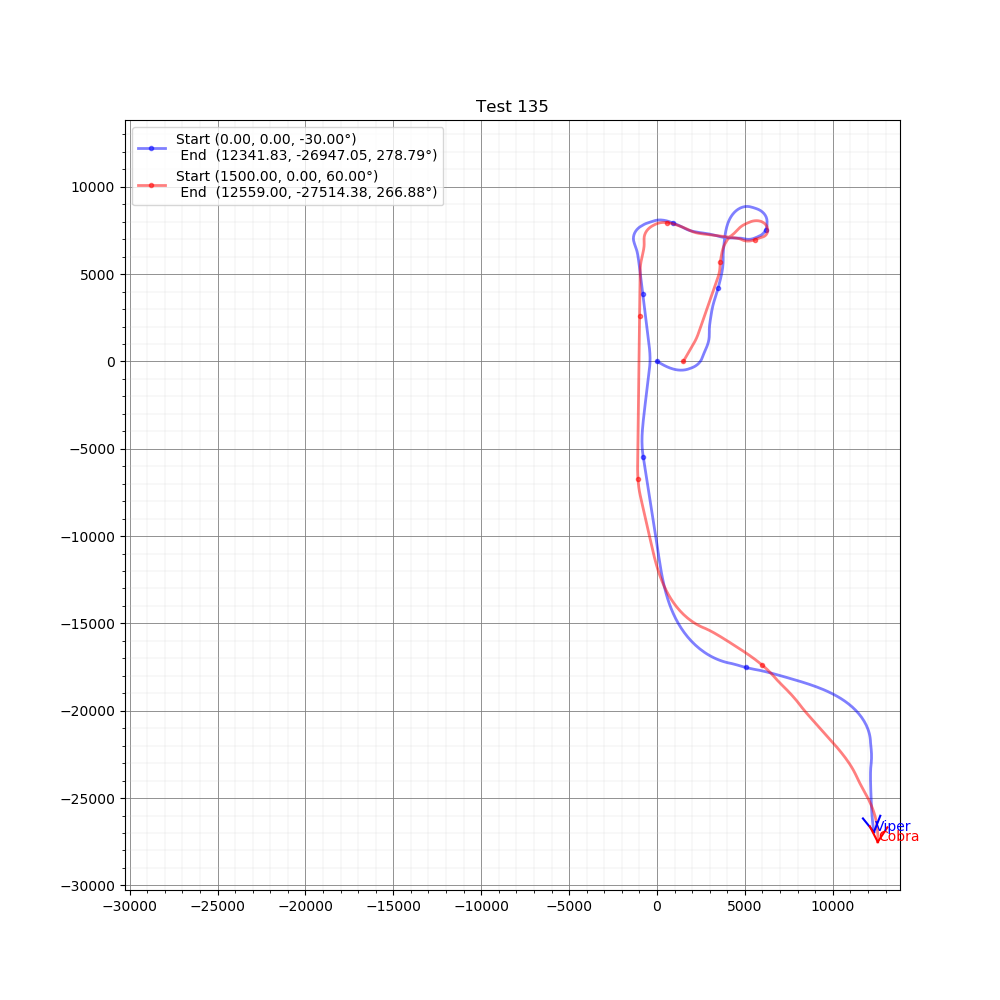 Test 135
Start (0.00, 0.00, -30.00°)
End  (12341.83, -26947.05, 278.79°)
Start (1500.00, 0.00, 60.00°)
End  (12559.00, -27514.38, 266.88°)
10000
5000
0
−5000
−10000
−15000
−20000
−25000
−30000
Viper
Cobra
−30000 −25000 −20000 −15000 −10000 −5000 0 5000 10000